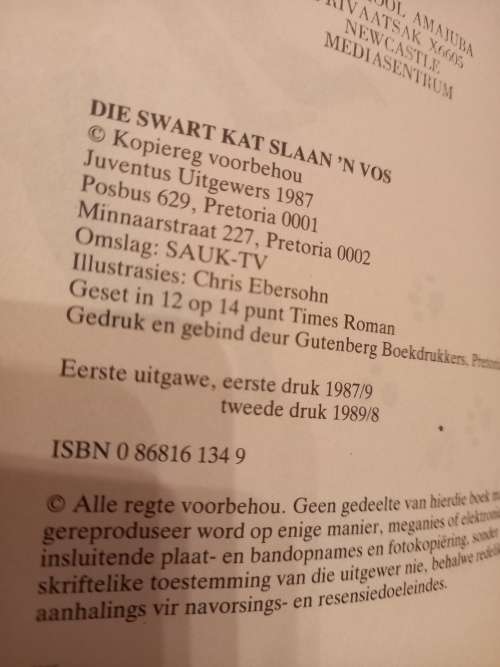 AMAJUBA
X6605
NEWCASTLE
MEDIASENTRUM
DIE SWART KAT SLAAN 'N VOS
© Kopiereg voorbehou
Juventus Uitgewers 1987
Posbus 629, Pretoria 0001
Minnaarstraat 227, Pretoria 0002
Omslag: SAUK-TV
Illustrasies: Chris Ebersohn
Geset in 12 op 14 punt Times Roman
Gedruk en gebind deur Gutenberg Boekdrukkers,
Eerste uitgawe, eerste druk 1987/9
tweede druk 1989/8
ISBN 0 86816 134 9
© Alle regte voorbehou. Geen gedeelte van hierdie boek
gereproduseer word op enige manier, meganies of
insluitende plaat- en bandopnames en fotokopiëring, sonder
skriftelike toestemming van die uitgewer nie, behalwe
aanhalings vir navorsings- en resensiedoeleindes.